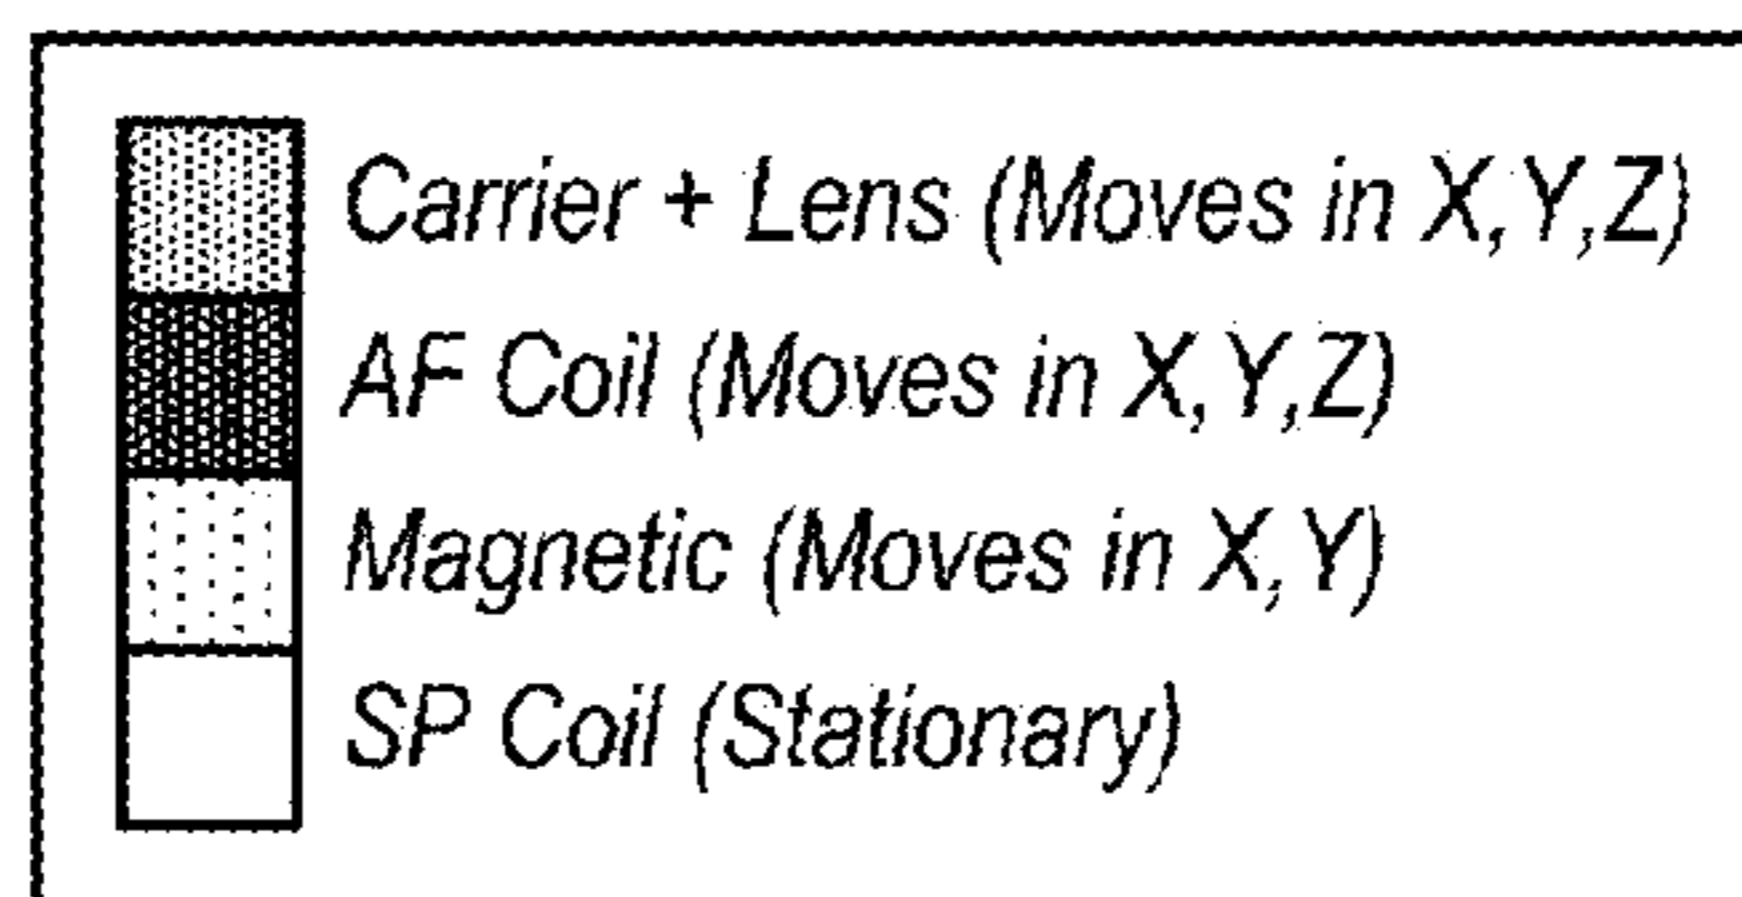 Carrier + Lens (Moves in X,Y,Z)
AF Coil (Moves in X,Y,Z)
Magnetic (Moves in X,Y)
SP Coil (Stationary)